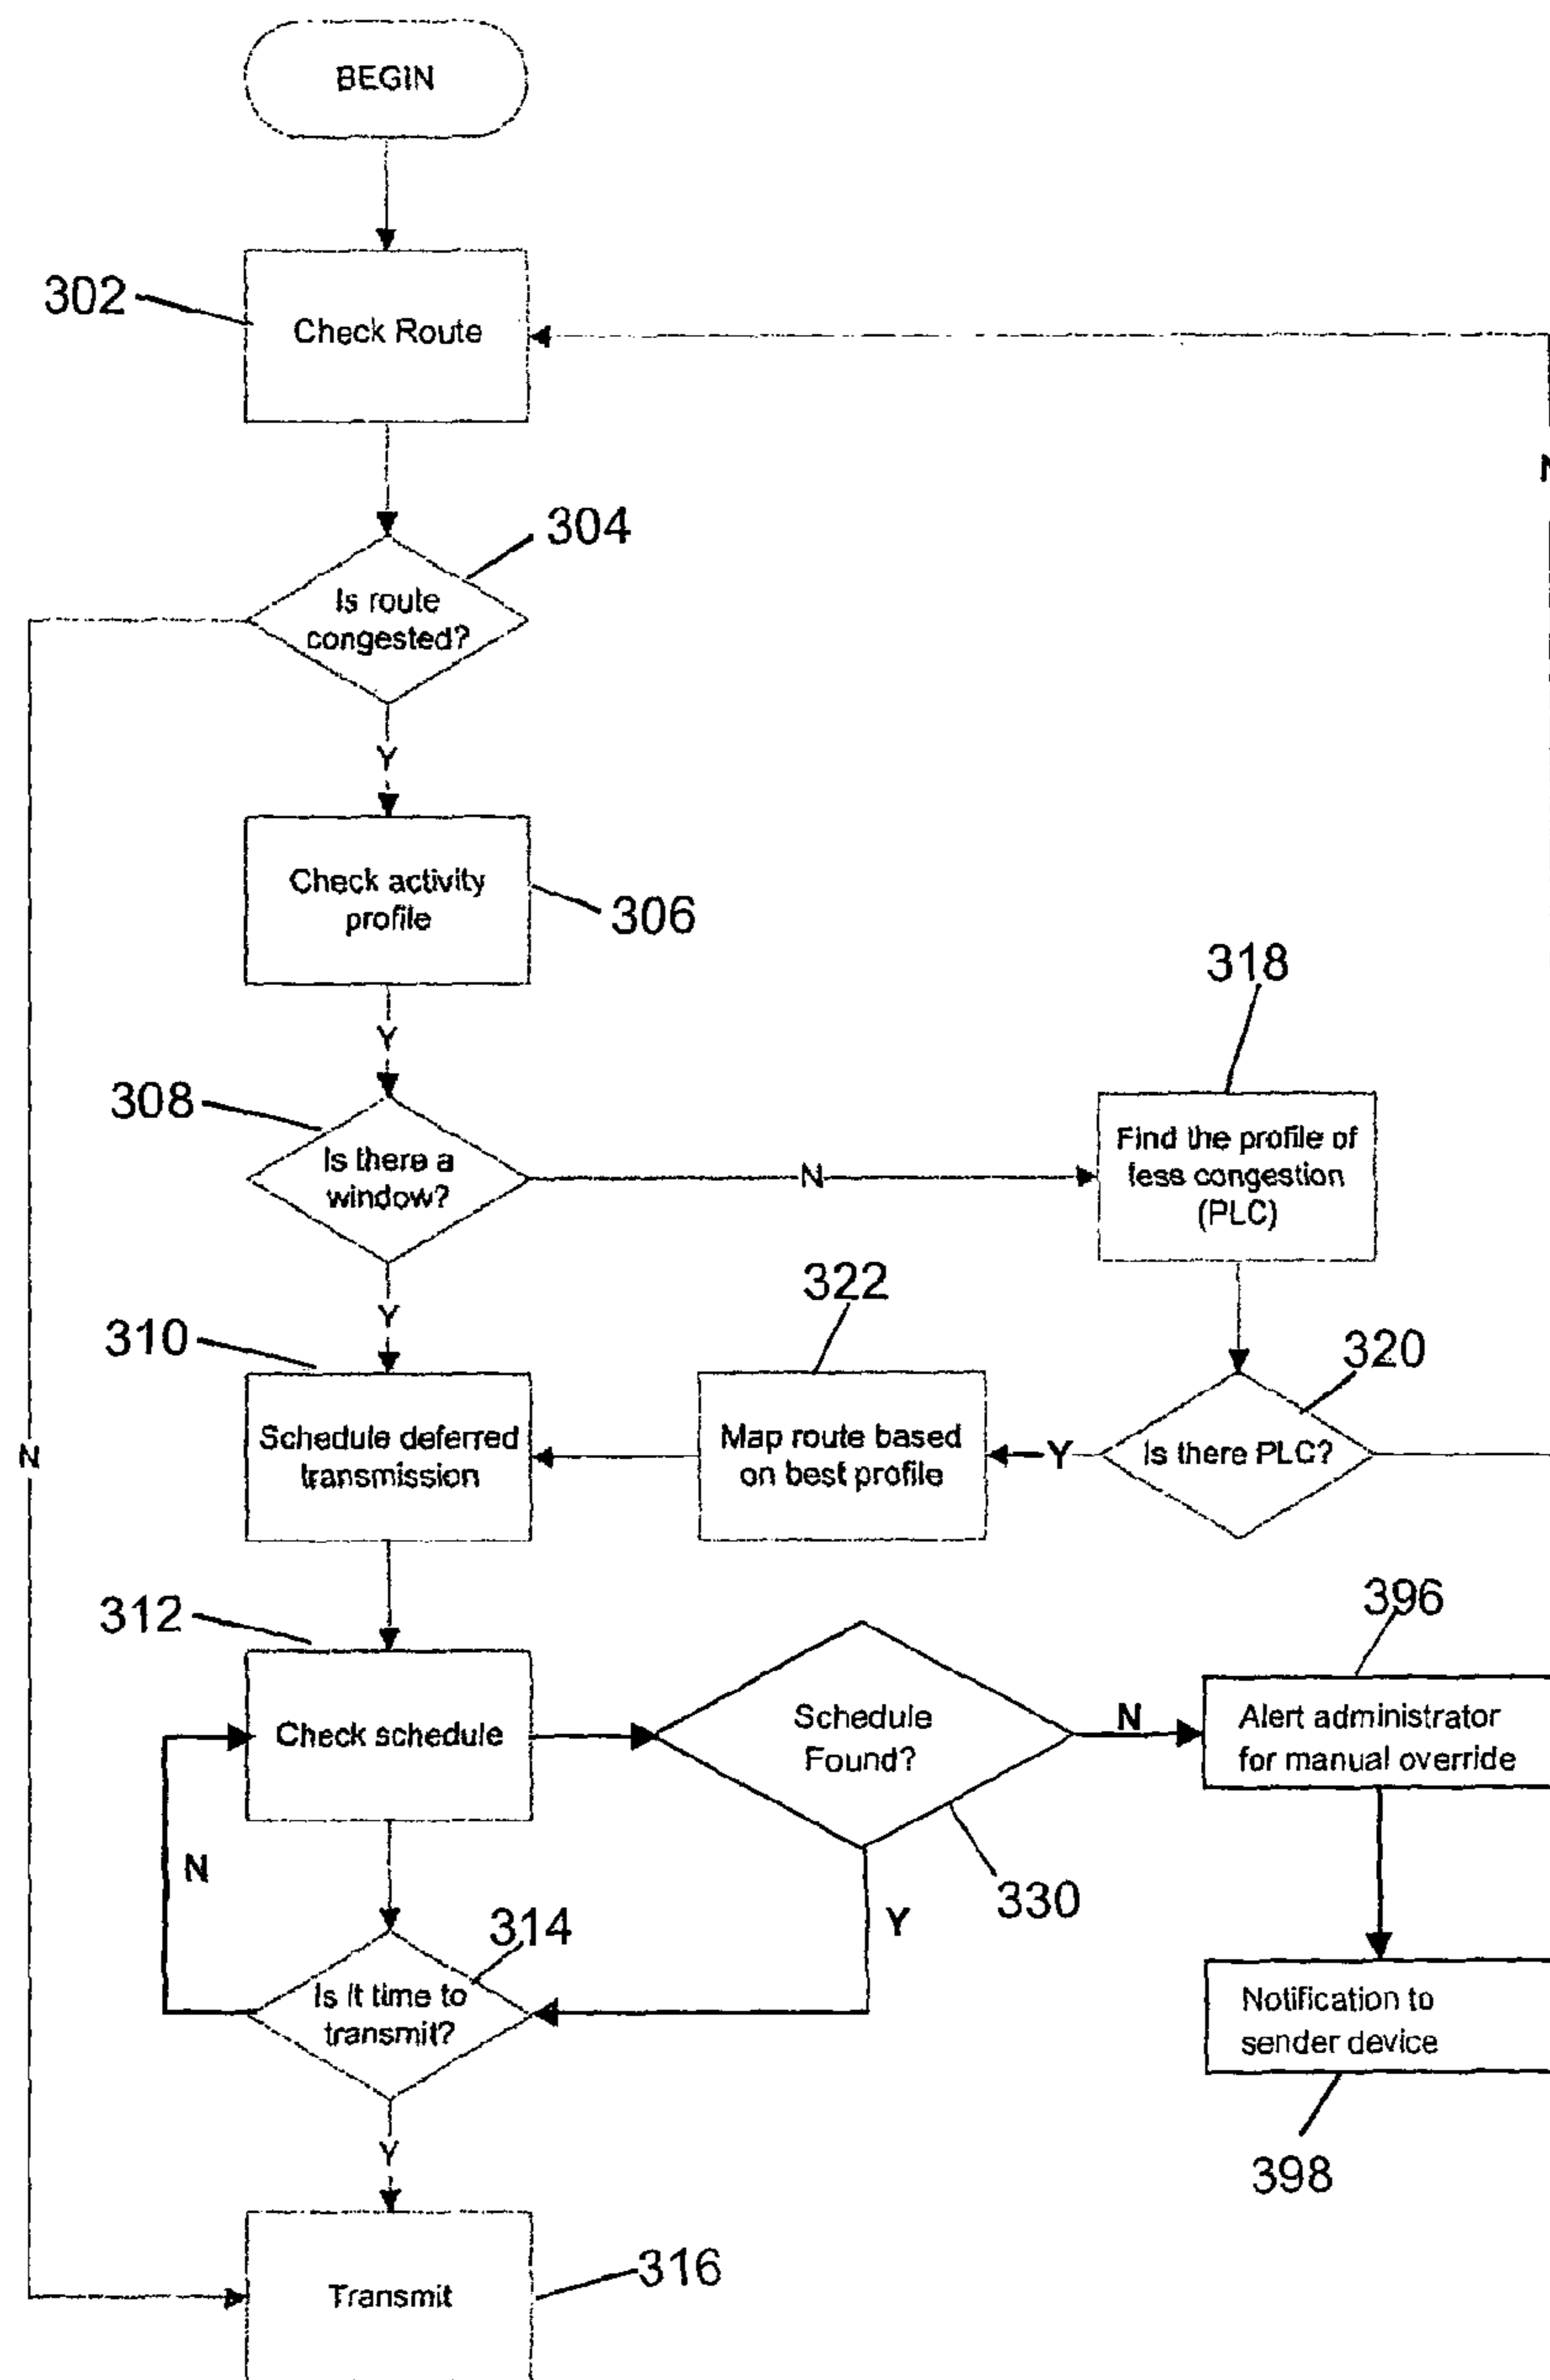 BEGIN
302
Check Route
N
304
Is route
congested?
Y
Check activity
profile
306
Y
318
308
Is there a
window?
N
Find the profile of
less congestion
(PLC)
Y
322
320
310
Schedule deferred
transmission
Map route based
on best profile
Y
Is there PLC?
N
312
Check schedule
Schedule
Found?
N
396
Alert administrator
for manual override
N
330
Y
314
Is it time to
transmit?
Notification to
sender device
398
Y
Transmit
316